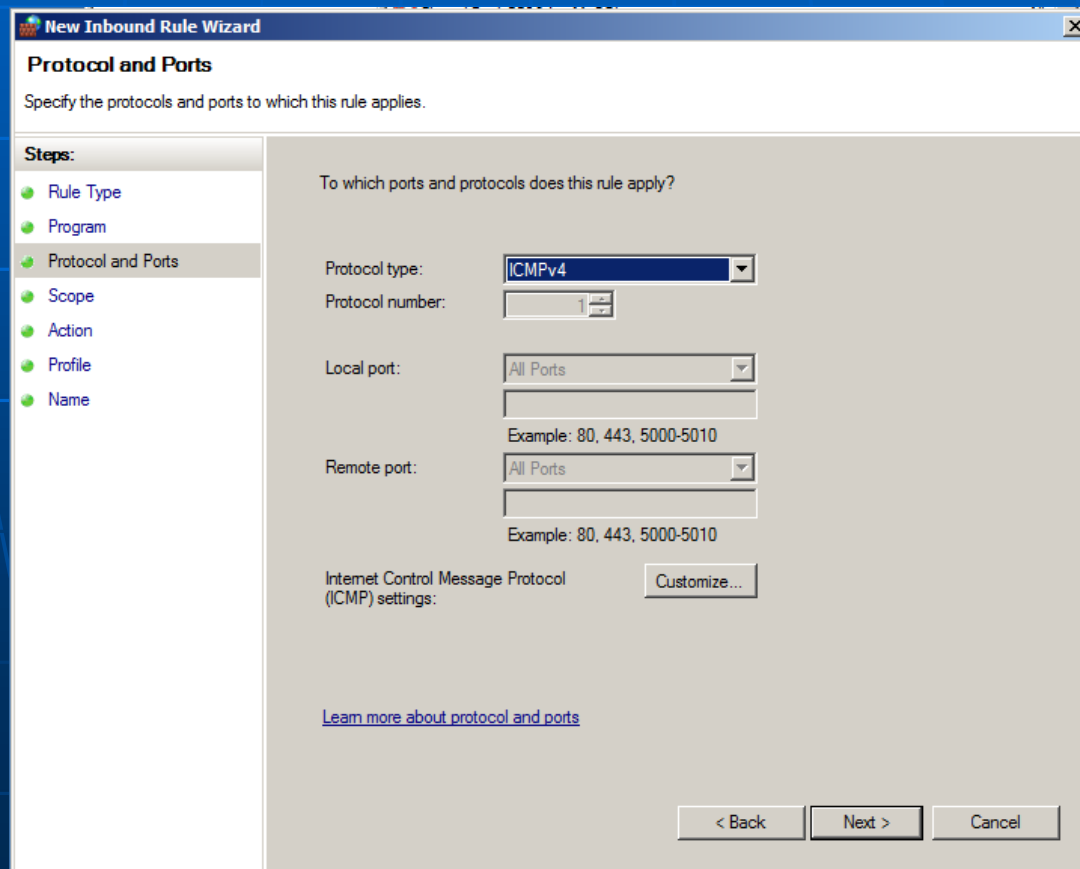 New Inbound Rule Wizard
Protocol and Ports
Specify the protocols and ports to which this rule applies.
Steps:
Rule Type
Program
Protocol and Ports
Scope
Action
Profile
Name
To which ports and protocols does this rule apply?
Protocol type: ICMPv4
Protocol number: 1
Local port: All Ports
Example: 80, 443, 5000-5010
Remote port: All Ports
Example: 80, 443, 5000-5010
Internet Control Message Protocol
(ICMP) settings:
Customize...
Learn more about protocol and ports
< Back Next > Cancel